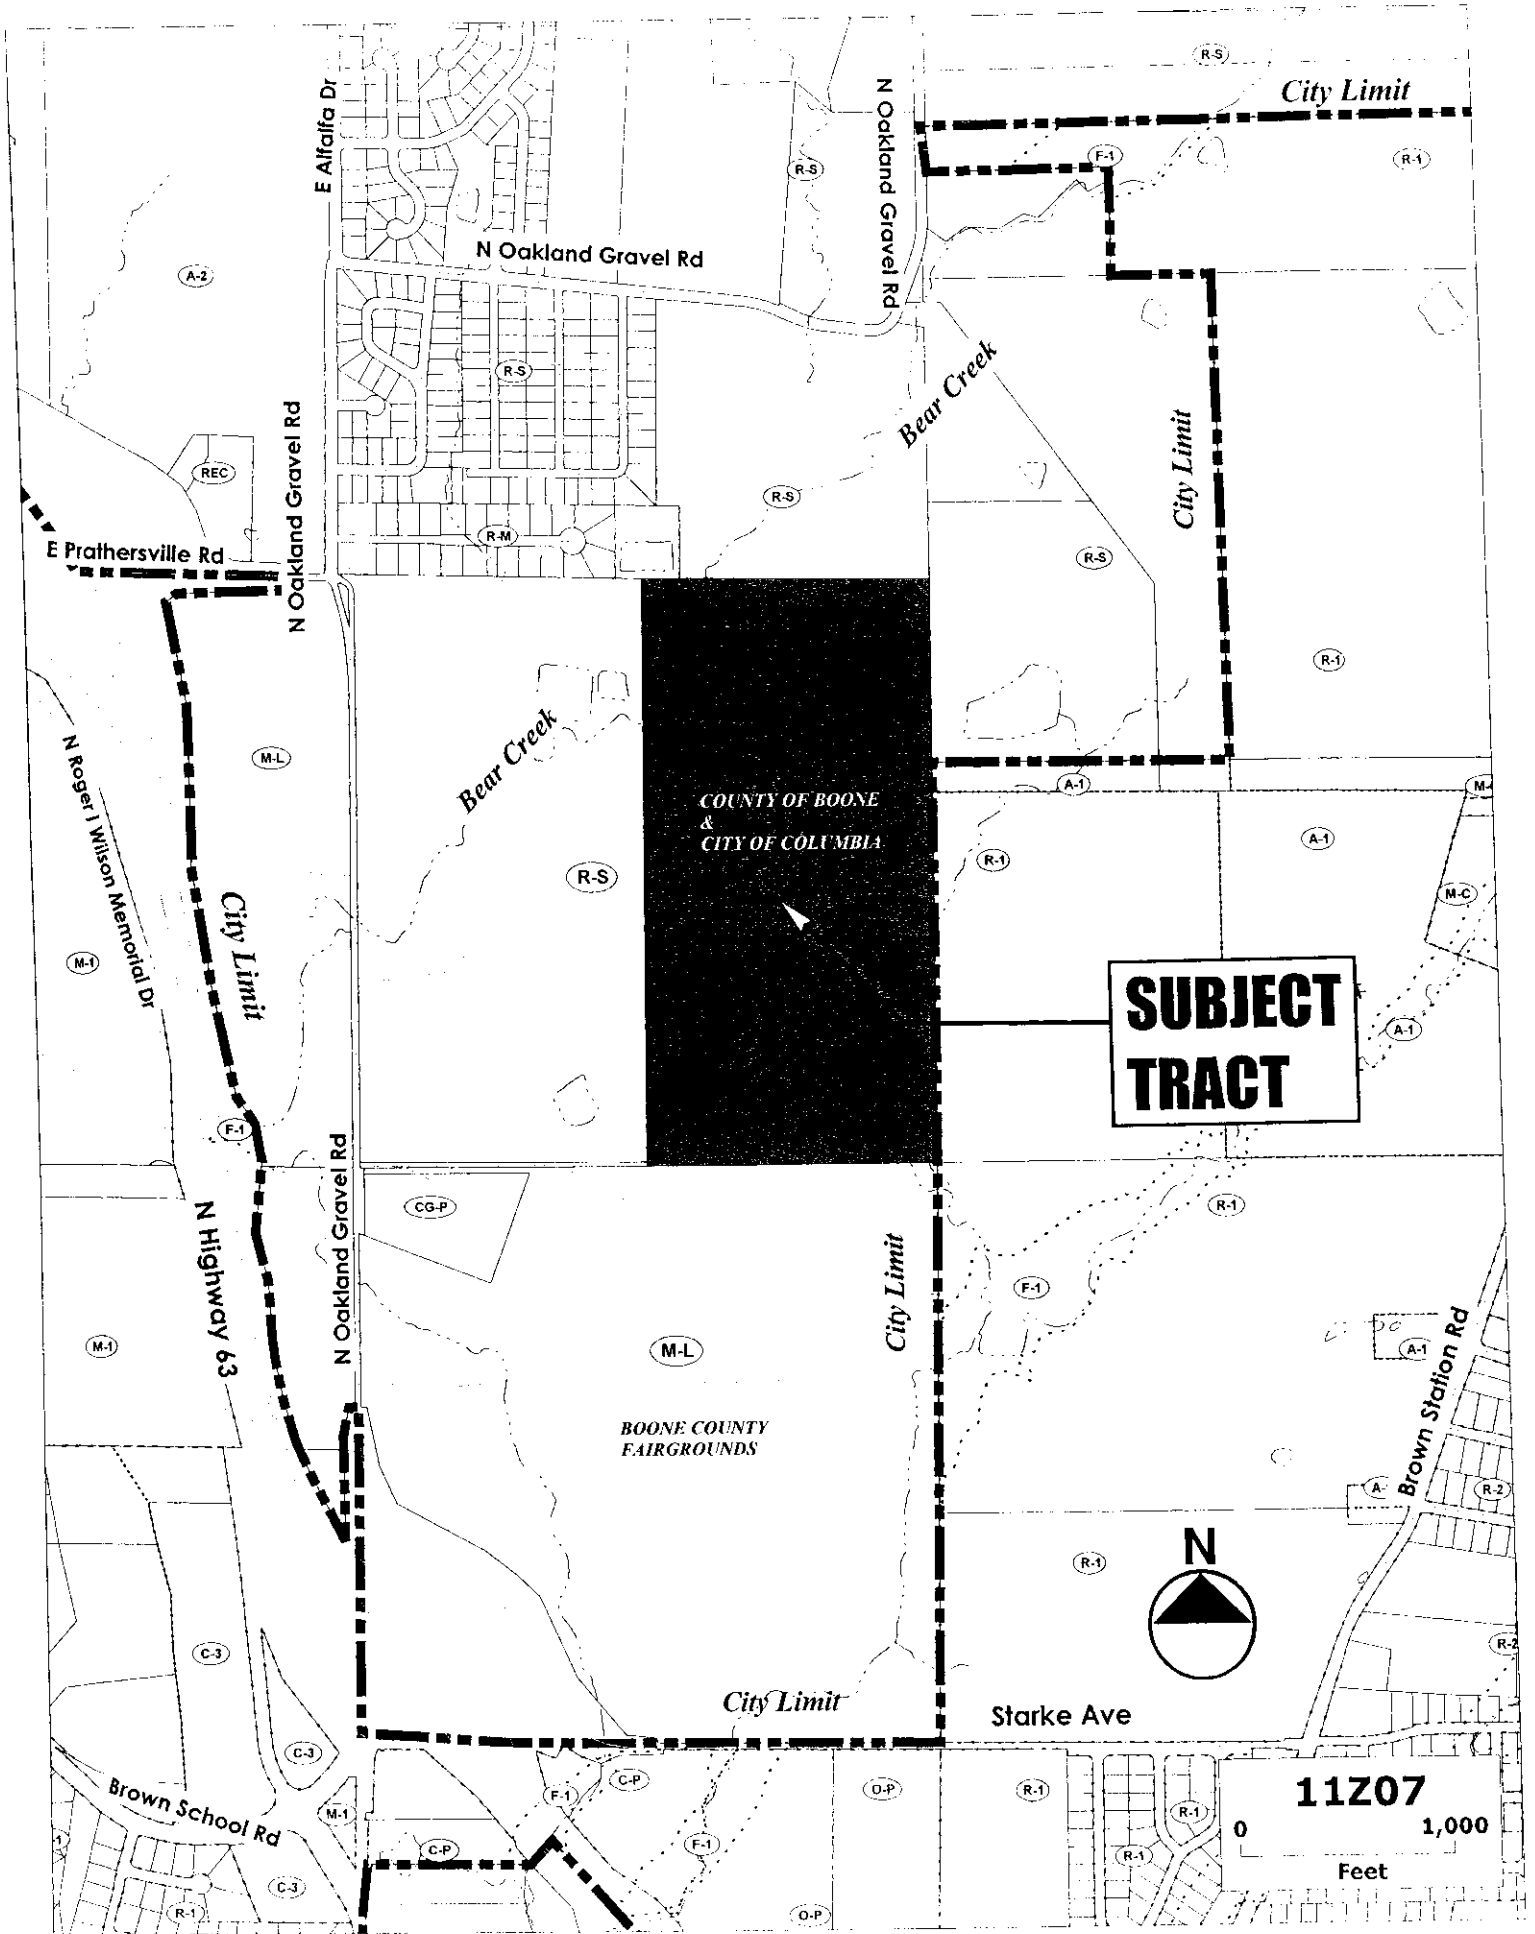 R-S
City Limit
E Alfalfa Dr
N Oakland Gravel Rd
F-1
R-1
R-S
N Oakland Gravel Rd
A-2
R-S
Bear Creek
City Limit
N Oakland Gravel Rd
REC
R-S
R-M
E Prathersville Rd
R-S
R-1
N Roger I Wilson Memorial Dr
M-L
Bear Creek
A-1
COUNTY OF BOONE
&
CITY OF COLUMBIA
A-1
R-1
R-S
M-C
City Limit
M-1
SUBJECT
TRACT
A-1
F-1
N Oakland Gravel Rd
CG-P
R-1
N Highway 63
City Limit
F-1
M-1
M-L
A-1
Brown Station Rd
BOONE COUNTY
FAIRGROUNDS
R-2
N
R-1
C-3
R-2
City Limit
Starke Ave
C-3
Brown School Rd
M-1
F-1
C-P
O-P
R-1
R-1
11Z07
0 1,000
Feet
C-P
F-1
R-1
C-3
R-1
O-P